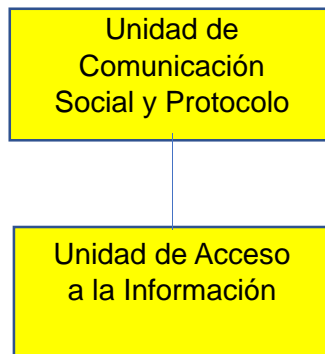 Unidad de
Comunicación
Social y Protocolo
Unidad de Acceso
a la Información